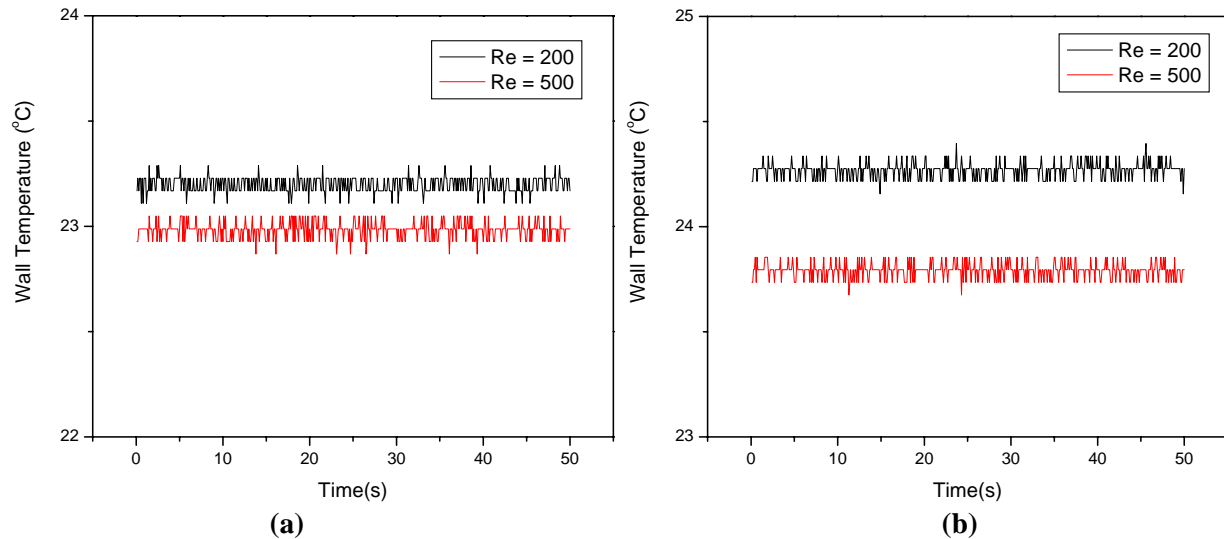 24
23
22
Wall Temperature (°C)
Re = 200
Re = 500
0 10 20 30 40 50
Time(s)
(a)
25
24
23
Wall Temperature (°C)
Re = 200
Re = 500
0 10 20 30 40 50
Time(s)
(b)